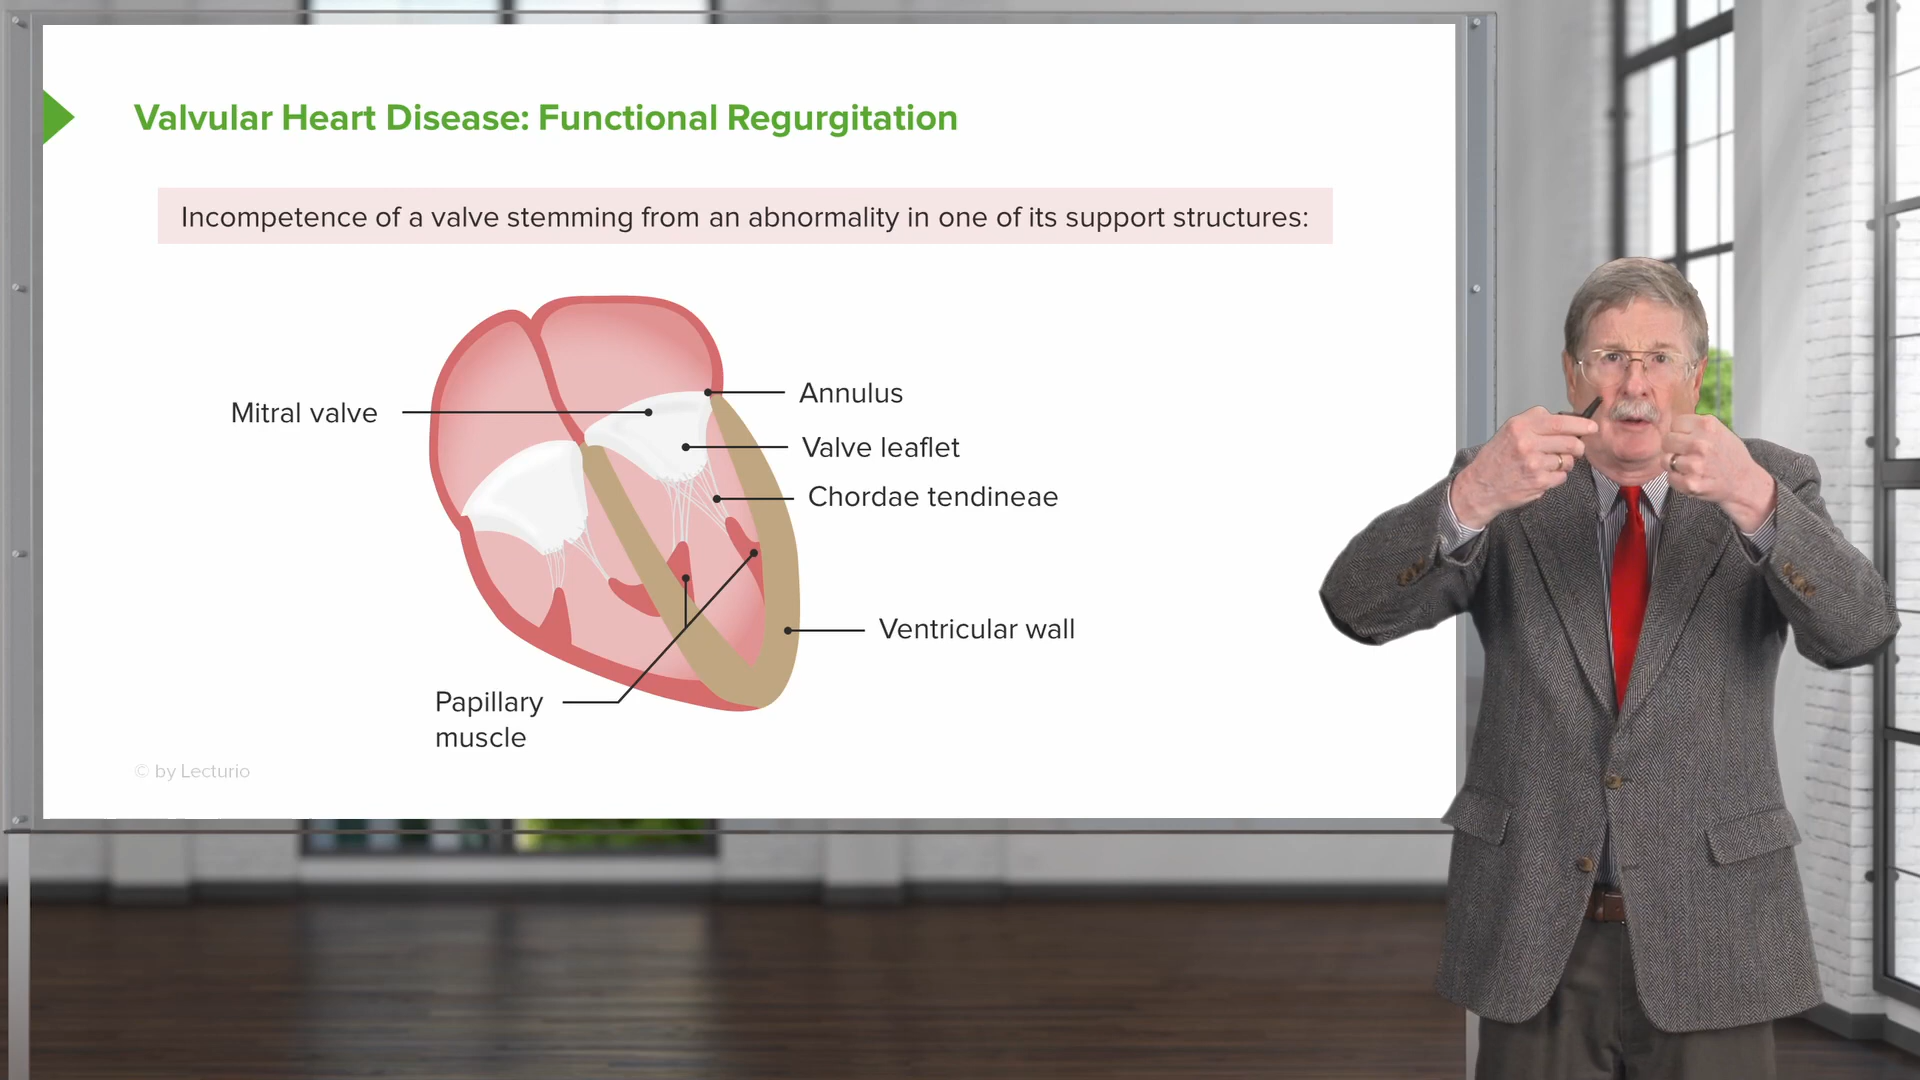 Valvular Heart Disease: Functional Regurgitation
Incompetence of a valve stemming from an abnormality in one of its support structures:
Mitral valve
Annulus
Valve leaflet
Chordae tendineae
Ventricular wall
Papillary
muscle
© by Lecturio